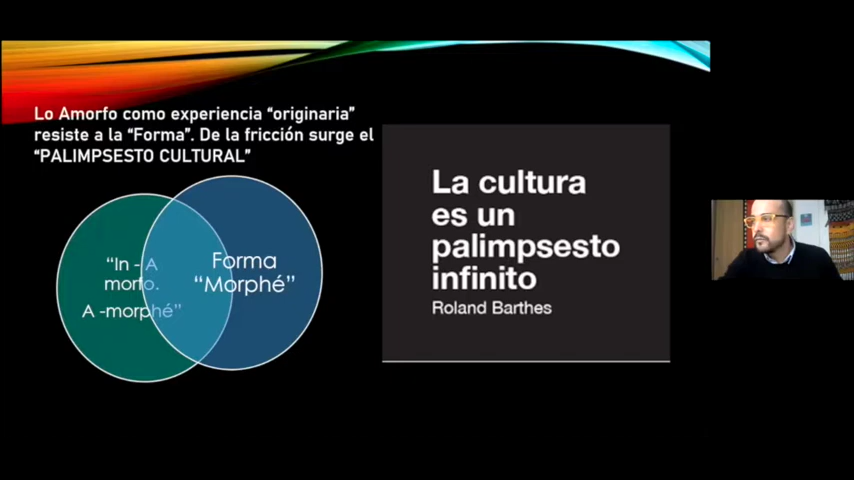 Lo Amorfo como experiencia “originaria”
resiste a la “Forma”. De la fricción surge el
“PALIMPSESTO CULTURAL”
“In - A
morfo.
A -morphé”
Forma
“Morphé”
La cultura
es un
palimpsesto
infinito
Roland Barthes